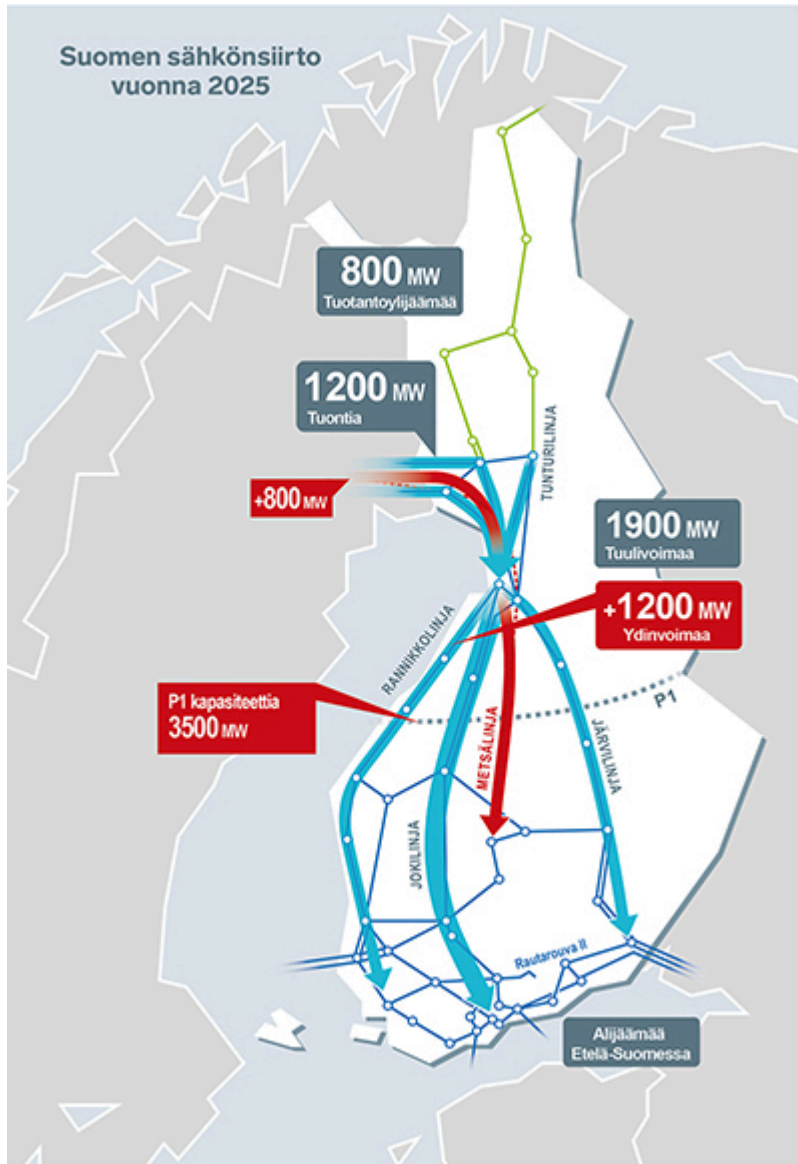 Suomen sähkönsiirto
vuonna 2025
800 MW
Tuotantoylijäämää
1200 MW
Tuontia
TUNTURILINJA
+800 MW
1900 MW
Tuulivoimaa
+1200 MW
Ydinvoimaa
RANNIKKOLINJA
P1 kapasiteettia
3500 MW
P1
METSÄLINJA
JÄRVILINJA
JOKILINJA
Rautarouva II
Alijäämää
Etelä-Suomessa